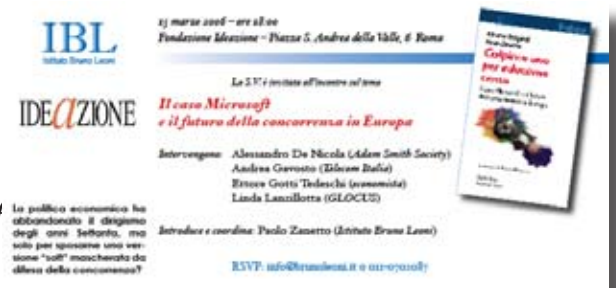 IBL
Istituto Bruno Leoni
IDEAZIONE
La politica economica ha
abbandonato il dirigismo
degli anni Settanta, ma
solo per sposarne una ver-
sione "soft" mascherata da
difesa della concorrenza?
15 marzo 2006 – ore 18:00
Fondazione Ideazione – Piazza S. Andrea della Valle, 6 Roma
La S.V. è invitata all'incontro sul tema
Il caso Microsoft
e il futuro della concorrenza in Europa
Intervengono Alessandro De Nicola (Adam Smith Society)
Andrea Gavosto (Telecom Italia)
Ettore Gotti Tedeschi (economista)
Linda Lanzillotta (GLOCUS)
Introduce e coordina: Paolo Zanetto (Istituto Bruno Leoni)
RSVP: info@brunoleoni.it o
Colpirne uno
per educarne
cento